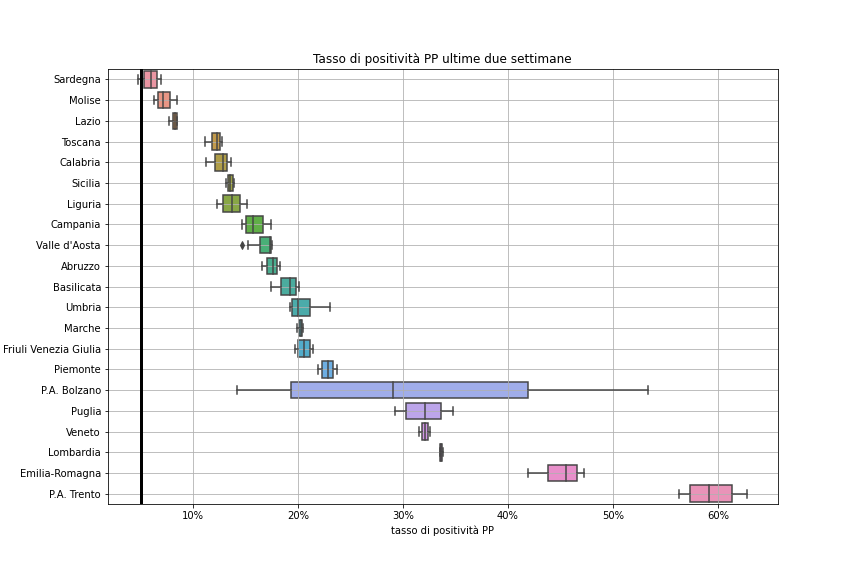 Tasso di positività PP ultime due settimane
Sardegna
Molise
Lazio
Toscana
Calabria
Sicilia
Liguria
Campania
Valle d'Aosta
Abruzzo
Basilicata
Umbria
Marche
Friuli Venezia Giulia
Piemonte
P.A. Bolzano
Puglia
Veneto
Lombardia
Emilia-Romagna
P.A. Trento
10% 20% 30% 40% 50% 60%
tasso di positività PP